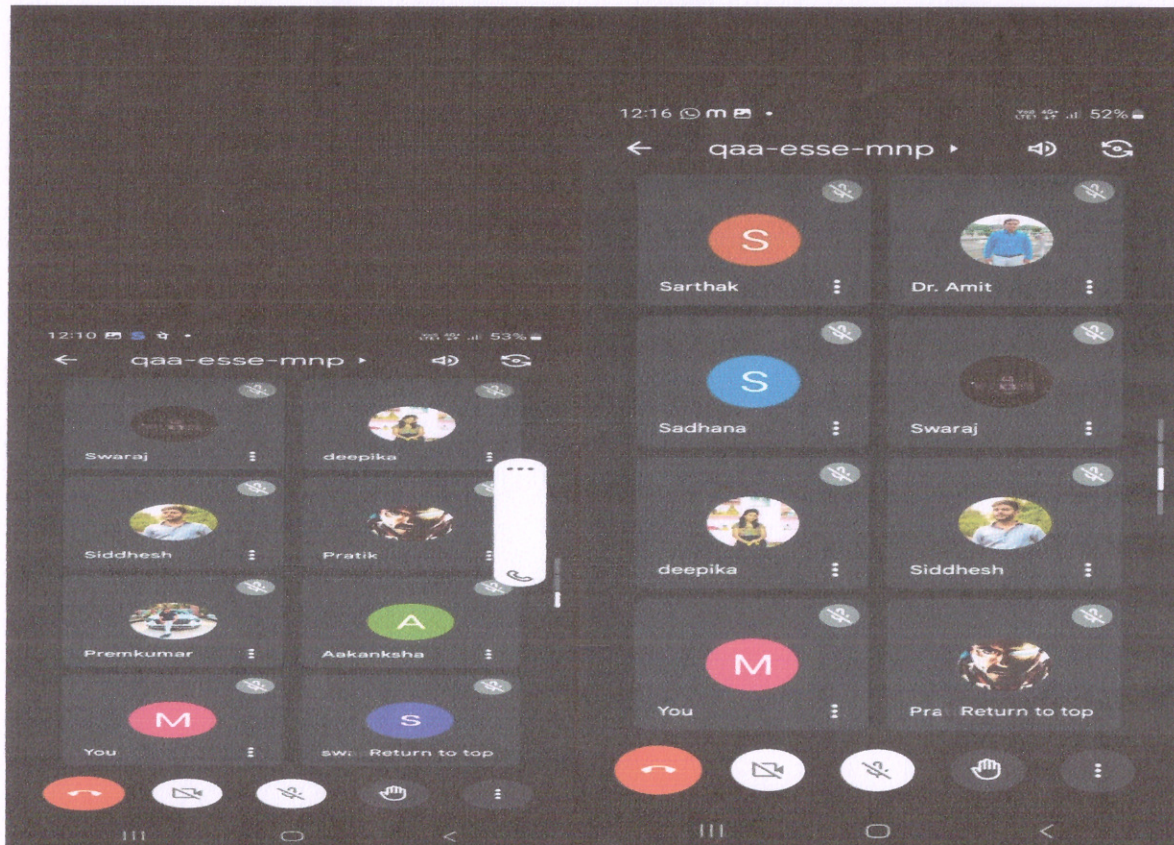 12:10
53%
qaa-esse-mnp
Swaraj
deepika
Siddhesh
Pratik
Premkumar
A
Aakanksha
M
S
You
Return to top
12:16
m
52%
qaa-esse-mnp
S
Sarthak
Dr. Amit
S
Sadhana
Swaraj
deepika
Siddhesh
M
You
Return to top